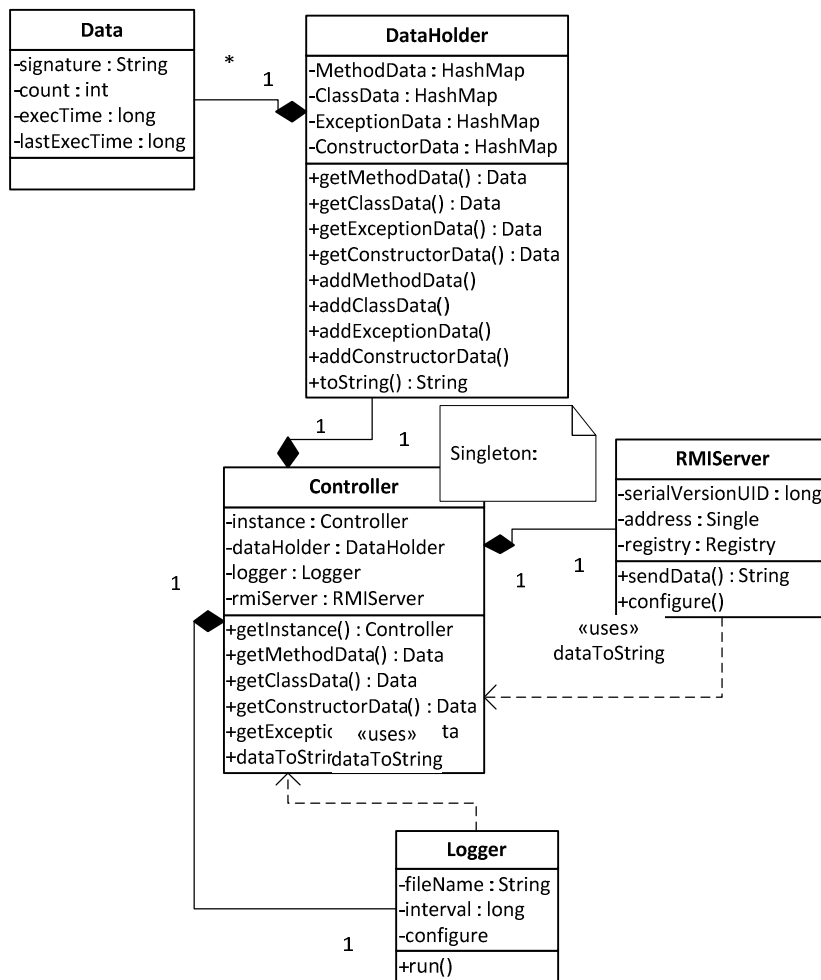 Data
-signature : String
-count : int
-execTime : long
-lastExecTime : long
*
1
DataHolder
-MethodData : HashMap
-ClassData : HashMap
-ExceptionData : HashMap
-ConstructorData : HashMap
+getMethodData() : Data
+getClassData() : Data
+getExceptionData() : Data
+getConstructorData() : Data
+addMethodData()
+addClassData()
+addExceptionData()
+addConstructorData()
+toString() : String
1
1
Singleton:
Controller
-instance : Controller
-dataHolder : DataHolder
-logger : Logger
-rmiServer : RMIServer
+getInstance() : Controller
+getMethodData() : Data
+getClassData() : Data
+getConstructorData() : Data
+getExceptic
ta
+dataToStrin
«uses»
dataToString
RMIServer
-serialVersionUID : long
-address : Single
-registry : Registry
+sendData() : String
+configure()
1
1
«uses»
dataToString
1
Logger
-fileName : String
-interval : long
-configure
+run()
1